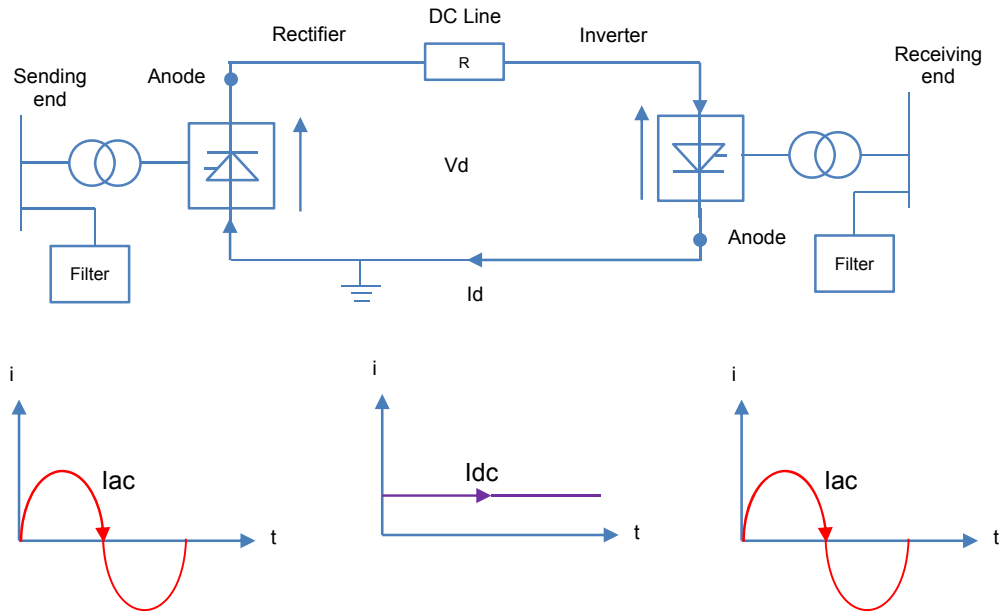 DC Line
Rectifier
Inverter
R
Sending
end
Anode
Receiving
end
Vd
Anode
Filter
Filter
Id
i
Iac
t
i
Idc
t
i
Iac
t